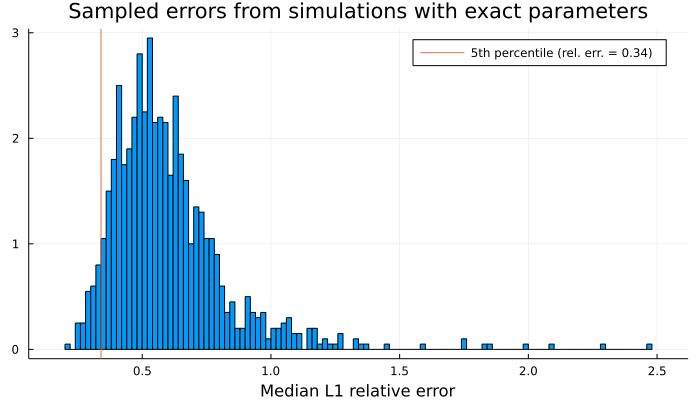 Sampled errors from simulations with exact parameters
5th percentile (rel. err. = 0.34)
3
2
1
0
0.5 1.0 1.5 2.0 2.5
Median L1 relative error